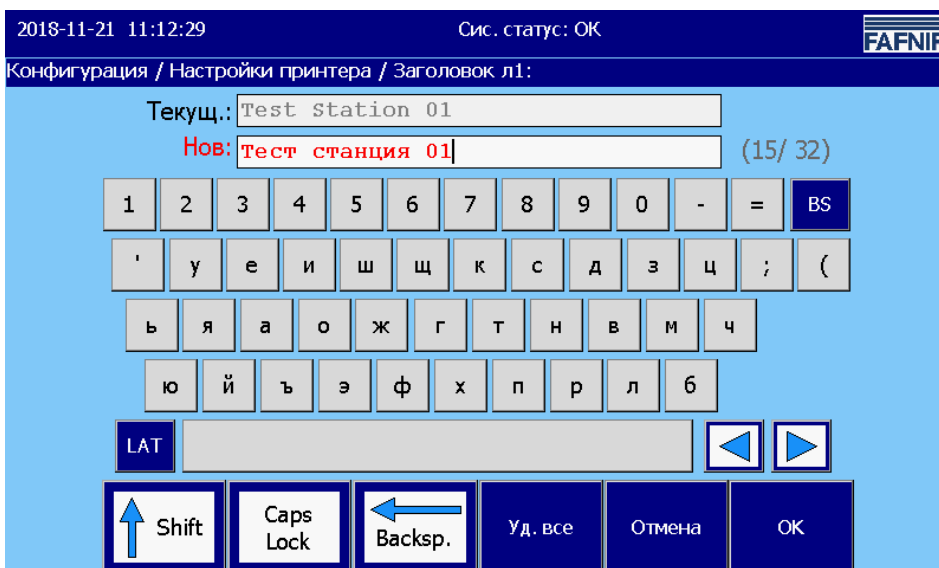 2018-11-21 11:12:29 Сис. статус: OK FAFNIR
Конфигурация / Настройки принтера / Заголовок л1:
Текущ.: Test Station 01
Нов: Тест станция 01 (15/ 32)
1 2 3 4 5 6 7 8 9 0 - = BS
' у е и ш щ к с д з ц ; (
ь я а о ж г т н в м ч
ю й ъ э ф х п р л б
LAT
Shift Caps Lock Backsp. Уд. все Отмена OK